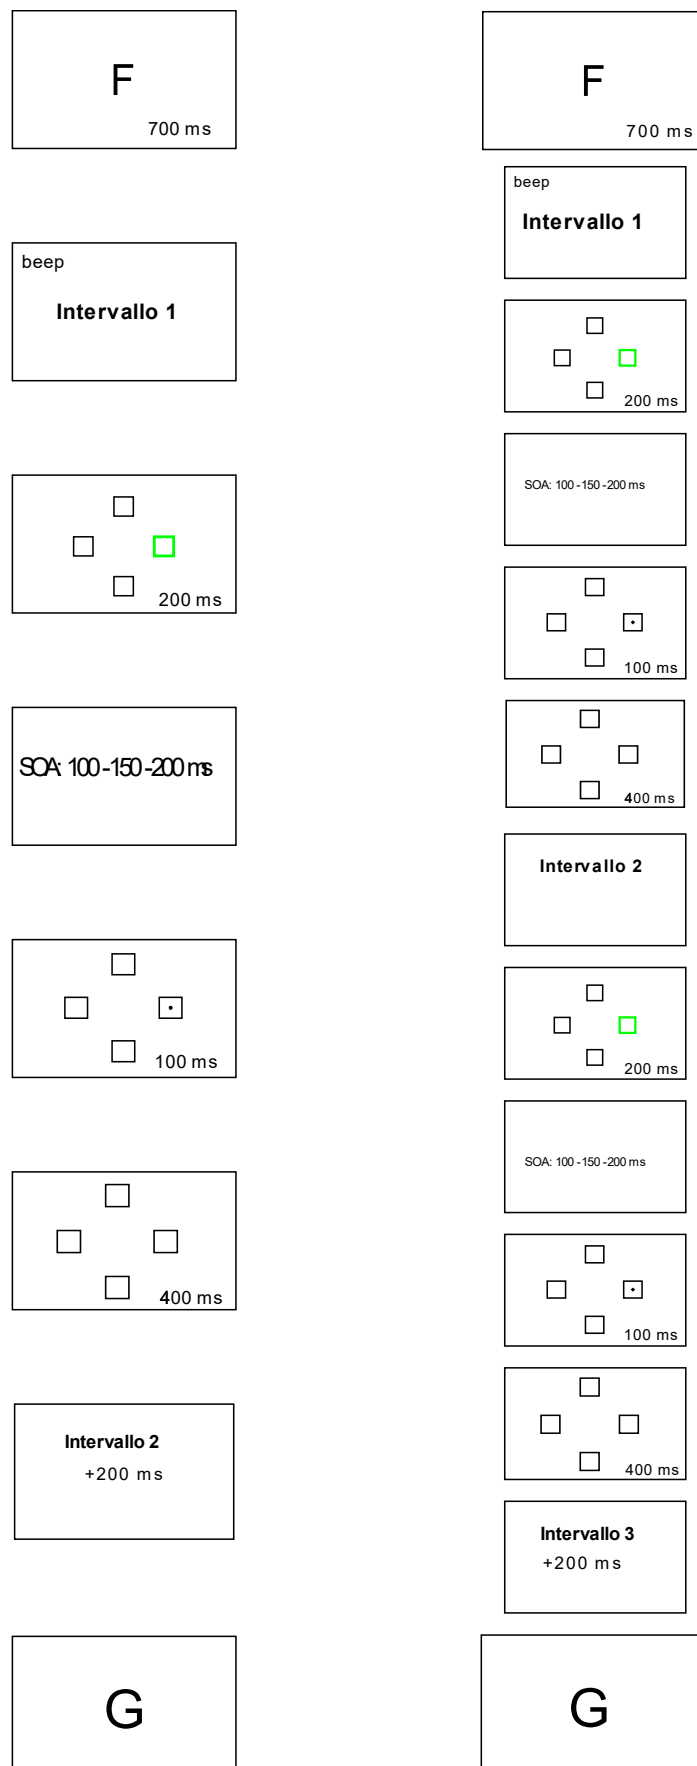 F
700 ms
beep
Intervallo 1
200 ms
SOA: 100-150-200 ms
100 ms
400 ms
Intervallo 2
+200 ms
G
F
700 ms
beep
Intervallo 1
200 ms
SOA: 100-150-200 ms
100 ms
400 ms
Intervallo 2
200 ms
SOA: 100-150-200 ms
100 ms
400 ms
Intervallo 3
+200 ms
G